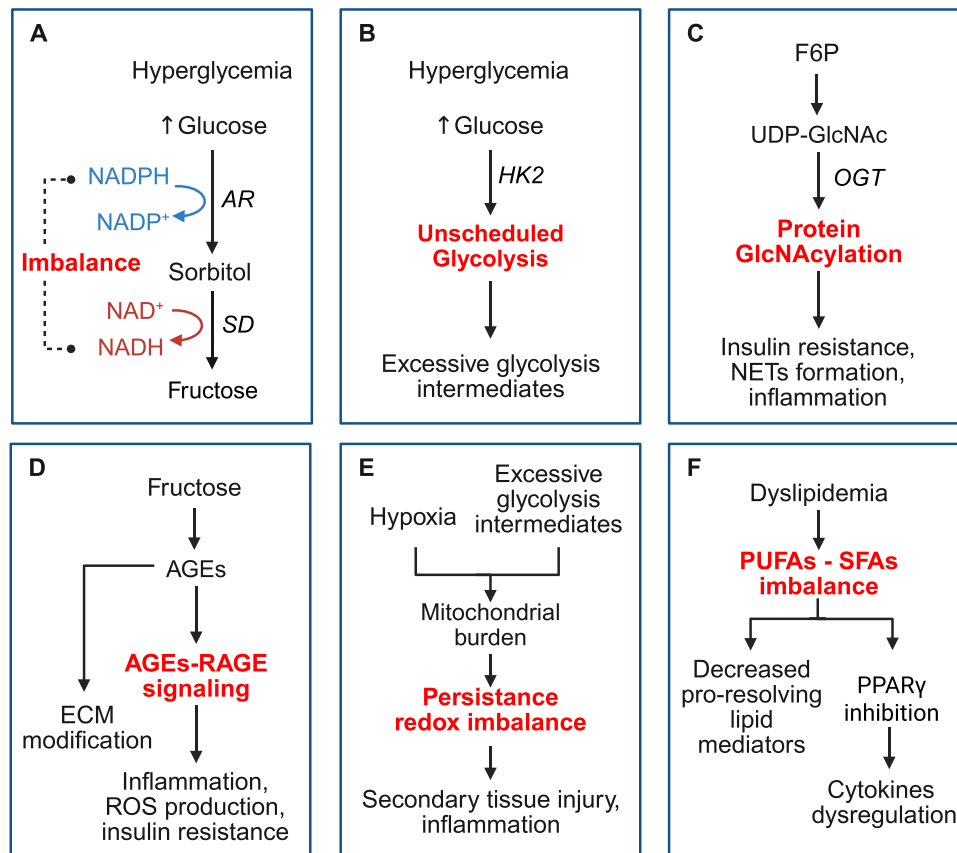 A
Hyperglycemia
↑ Glucose
NADPH
AR
NADP+
Imbalance
Sorbitol
NAD+
SD
NADH
Fructose
B
Hyperglycemia
↑ Glucose
HK2
Unscheduled
Glycolysis
Excessive glycolysis
intermediates
C
F6P
UDP-GlcNAc
OGT
Protein
GlcNAcylation
Insulin resistance,
NETs formation,
inflammation
D
Fructose
AGEs
AGEs-RAGE
signaling
ECM
modification
Inflammation,
ROS production,
insulin resistance
E
Hypoxia
Excessive
glycolysis
intermediates
Mitochondrial
burden
Persistance
redox imbalance
Secondary tissue injury,
inflammation
F
Dyslipidemia
PUFAs - SFAs
imbalance
Decreased
pro-resolving
lipid
mediators
PPARγ
inhibition
Cytokines
dysregulation